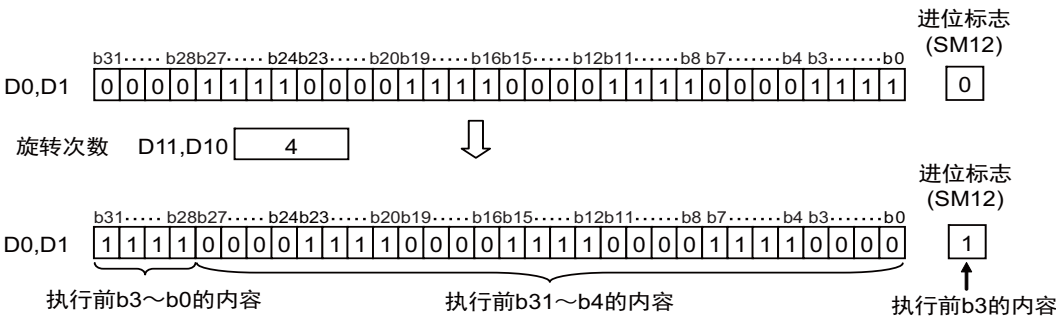 进位标志
(SM12)
b31····· b28b27····· b24b23····· b20b19····· b16b15····· b12b11······b8 b7·······b4 b3·······b0
D0,D1 0 0 0 0 1 1 1 1 0 0 0 0 1 1 1 1 0 0 0 0 1 1 1 1 0 0 0 0 1 1 1 1 0
旋转次数 D11,D10 4
进位标志
(SM12)
b31····· b28b27····· b24b23····· b20b19····· b16b15····· b12b11······b8 b7·······b4 b3·······b0
D0,D1 1 1 1 1 0 0 0 0 1 1 1 1 0 0 0 0 1 1 1 1 0 0 0 0 1 1 1 1 0 0 0 0 1
执行前b3～b0的内容 执行前b31～b4的内容 执行前b3的内容